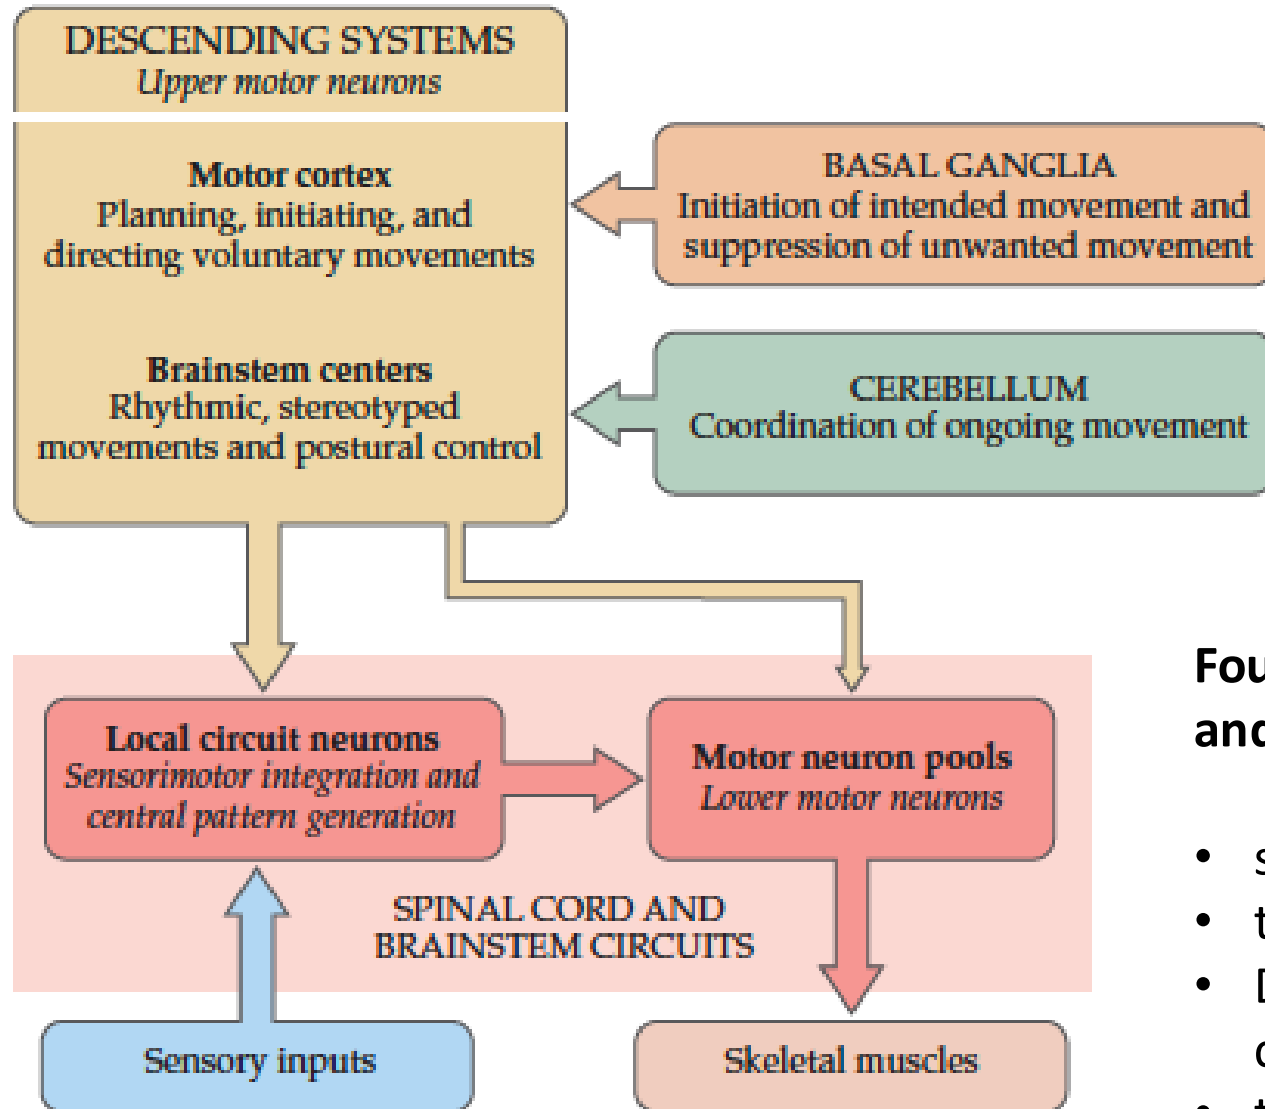 DESCENDING SYSTEMS
Upper motor neurons
Motor cortex
Planning, initiating, and
directing voluntary movements
Brainstem centers
Rhythmic, stereotyped
movements and postural control
BASAL GANGLIA
Initiation of intended movement and
suppression of unwanted movement
CEREBELLUM
Coordination of ongoing movement
Local circuit neurons
Sensorimotor integration and
central pattern generation
Motor neuron pools
Lower motor neurons
SPINAL CORD AND
BRAINSTEM CIRCUITS
Sensory inputs
Skeletal muscles